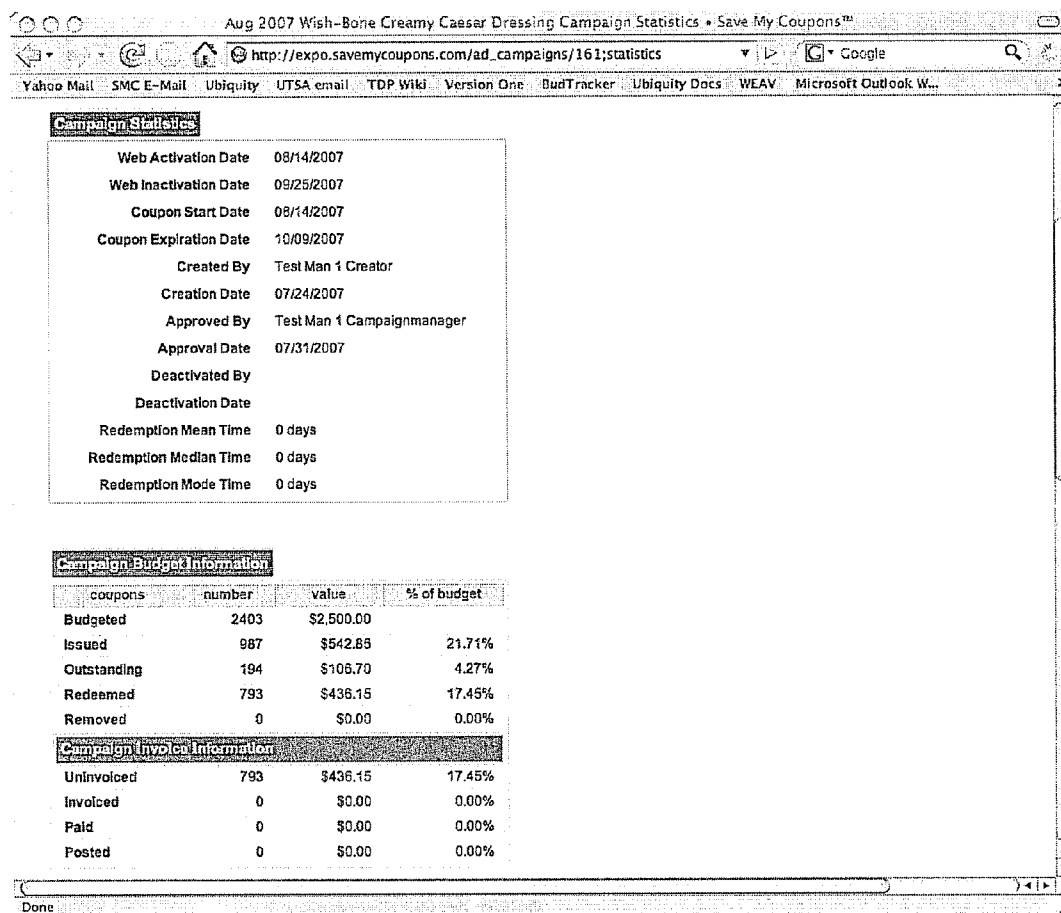 Aug 2007 Wish-Bone Creamy Caesar Dressing Campaign Statistics • Save My Coupons™
http://expo.savemycoupons.com/ad_campaigns/161;statistics
G Google
Yahoo Mail SMC E-Mail Ubiquity UTSA email TDP Wiki Version One BudTracker Ubiquity Docs WEAV Microsoft Outlook W...
Campaign Statistics
Web Activation Date 08/14/2007
Web Inactivation Date 09/25/2007
Coupon Start Date 08/14/2007
Coupon Expiration Date 10/09/2007
Created By Test Man 1 Creator
Creation Date 07/24/2007
Approved By Test Man 1 Campaignmanager
Approval Date 07/31/2007
Deactivated By
Deactivation Date
Redemption Mean Time 0 days
Redemption Median Time 0 days
Redemption Mode Time 0 days
Campaign Budget Information
coupons number value % of budget
Budgeted 2403 $2,500.00
Issued 987 $542.85 21.71%
Outstanding 194 $106.70 4.27%
Redeemed 793 $436.15 17.45%
Removed 0 $0.00 0.00%
Campaign Invoice Information
Uninvoiced 793 $436.15 17.45%
Invoiced 0 $0.00 0.00%
Paid 0 $0.00 0.00%
Posted 0 $0.00 0.00%
Done